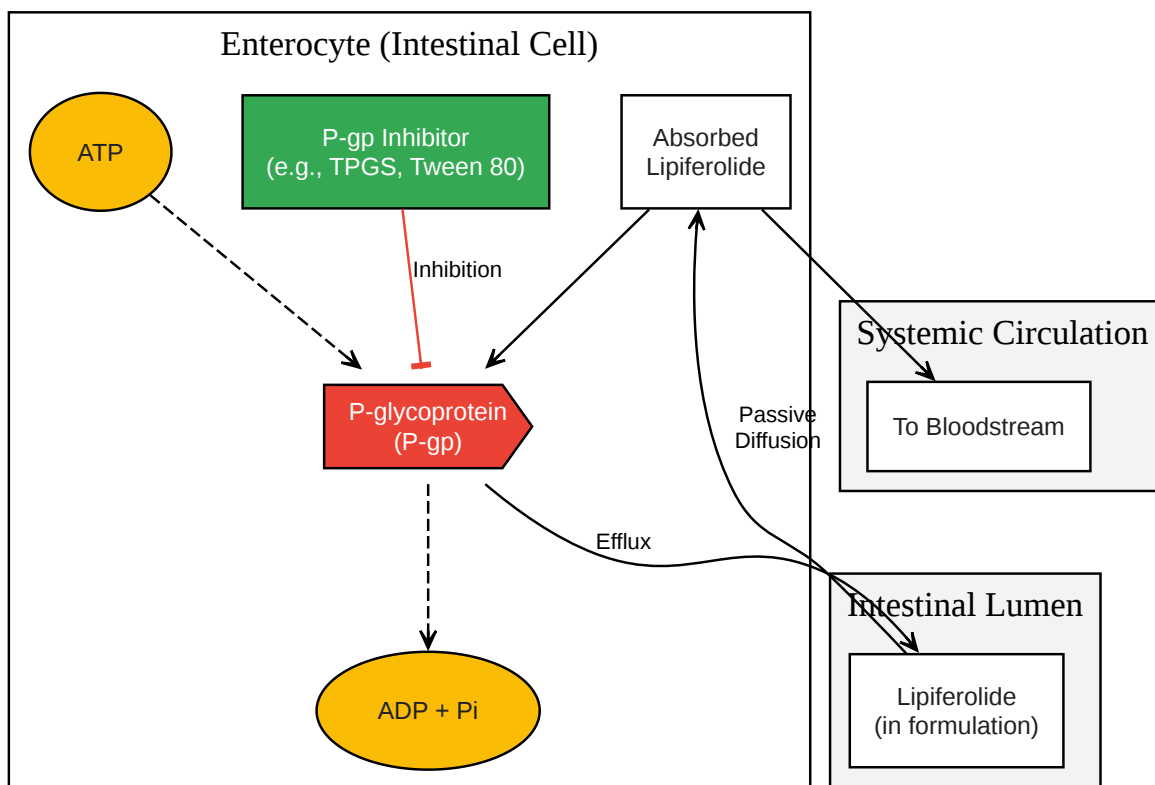 Enterocyte (Intestinal Cell)
ATP
P-gp Inhibitor
(e.g., TPGS, Tween 80)
Absorbed
Lipiferolide
Inhibition
Systemic Circulation
P-glycoprotein
(P-gp)
Passive
Diffusion
To Bloodstream
Efflux
Intestinal Lumen
ADP + Pi
Lipiferolide
(in formulation)